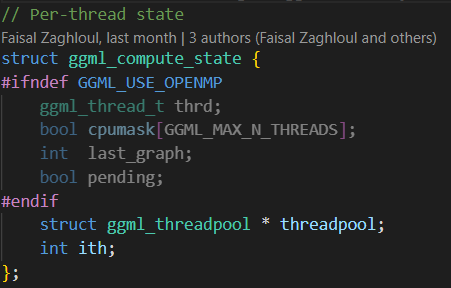 // Per-thread state
Faisal Zaghloul, last month | 3 authors (Faisal Zaghloul and others)
struct ggml_compute_state {
#ifndef GGML_USE_OPENMP
    ggml_thread_t thrd;
    bool cpumask[GGML_MAX_N_THREADS];
    int  last_graph;
    bool pending;
#endif
    struct ggml_threadpool * threadpool;
    int ith;
};